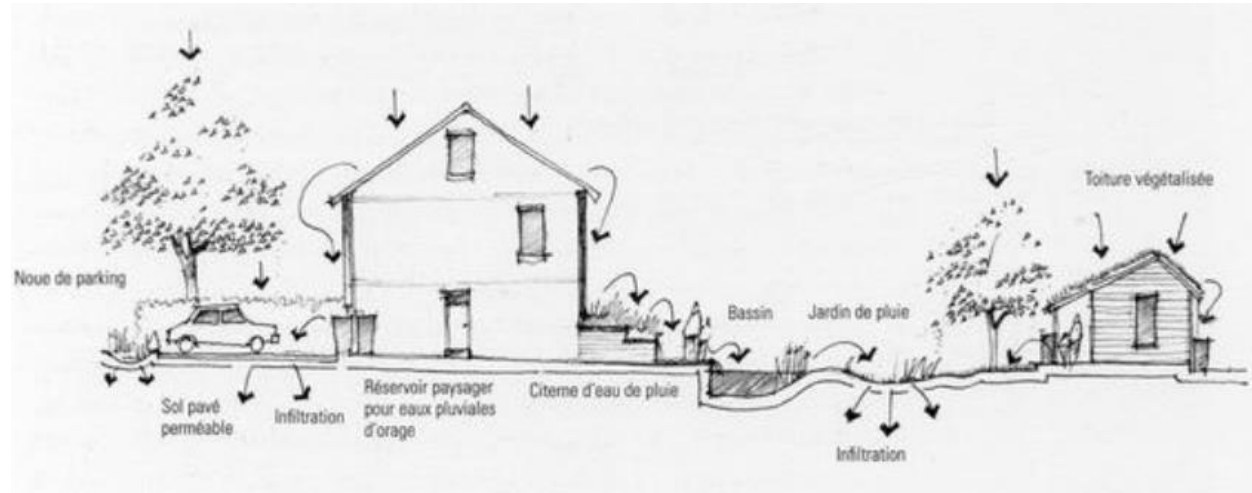 Toiture végétalisée
Noue de parking
Bassin
Jardin de pluie
Sol pavé
perméable
Infiltration
Réservoir paysager
pour eaux pluviales
d'orage
Citerne d'eau de pluie
Infiltration